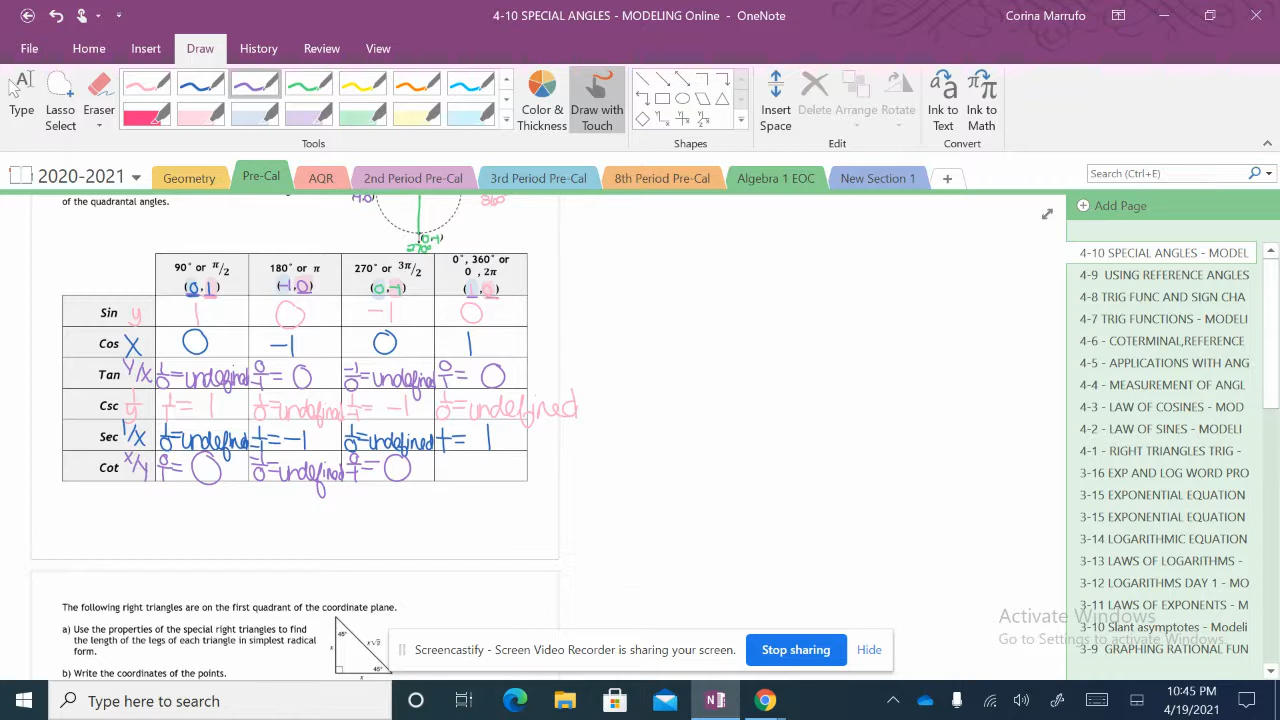 4-10 SPECIAL ANGLES - MODELING Online - OneNote
Corina Marrufo
File Home Insert Draw History Review View
Type Lasso Select Eraser Color & Thickness Draw with Touch Insert Space Delete Arrange Rotate Ink to Text Ink to Math
Tools Shapes Edit Convert
2020-2021 Geometry Pre-Cal AQR 2nd Period Pre-Cal 3rd Period Pre-Cal 8th Period Pre-Cal Algebra 1 EOC New Section 1
Search (Ctrl+E)
Add Page
of the quadrantal angles.
360°
270°
90° or π/2 180° or π 270° or 3π/2 0°, 360° or 0, 2π
(0,1) (-1,0) (0,-1) (1,0)
Sin y 1 0 -1 0
Cos X 0 -1 0 1
Tan Y/X 1/0=undefined 0/-1=0 -1/0=undefined 0/1=0
Csc 1/y 1/1=1 1/0=undefined 1/-1=-1 1/0=undefined
Sec 1/X 1/0=undefined 1/-1=-1 1/0=undefined 1/1=1
Cot X/y 0/1=0 -1/0=undefined 0/-1=0
The following right triangles are on the first quadrant of the coordinate plane.
a) Use the properties of the special right triangles to find
the length of the legs of each triangle in simplest radical
form.
b) Write the coordinates of the points.
45°
x√2
x
45°
x
4-10 SPECIAL ANGLES - MODEL
4-9 USING REFERENCE ANGLES
4-8 TRIG FUNC AND SIGN CHA
4-7 TRIG FUNCTIONS - MODELI
4-6 - COTERMINAL,REFERENCE
4-5 - APPLICATIONS WITH ANG
4-4 - MEASUREMENT OF ANGL
4-3 - LAW OF COSINES - MOD
4-2 - LAW OF SINES - MODELI
4-1 - RIGHT TRIANGLES TRIG -
3-16 EXP AND LOG WORD PRO
3-15 EXPONENTIAL EQUATION
3-15 EXPONENTIAL EQUATION
3-14 LOGARITHMIC EQUATION
3-13 LAWS OF LOGARITHMS -
3-12 LOGARITHMS DAY 1 - MO
3-11 LAWS OF EXPONENTS - M
3-10 Slant asymptotes - Modeli
3-9 GRAPHING RATIONAL FUN
Activate Windows
Go to Settings to activate Windows.
Screencastify - Screen Video Recorder is sharing your screen.
Stop sharing
Hide
Type here to search
10:45 PM
4/19/2021